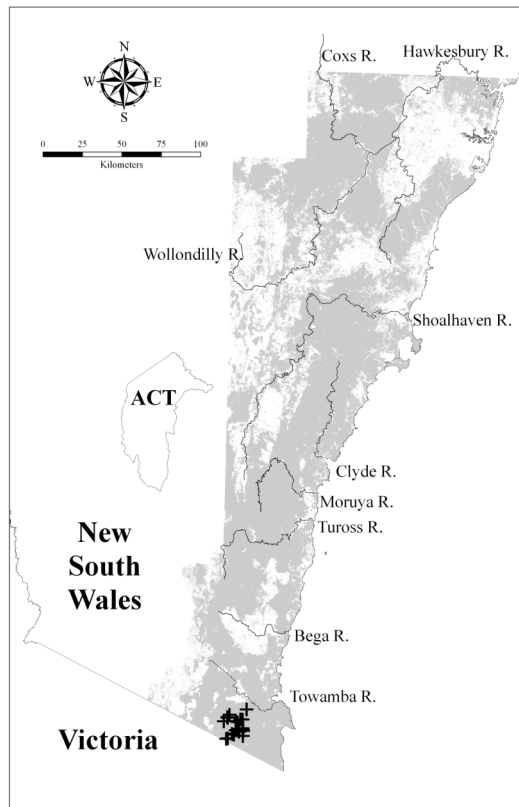 Coxs R.
Hawkesbury R.
N
W E
S
0 25 50 75 100
Kilometers
Wollondilly R.
Shoalhaven R.
ACT
Clyde R.
Moruya R.
Tuross R.
New
South
Wales
Bega R.
Towamba R.
Victoria